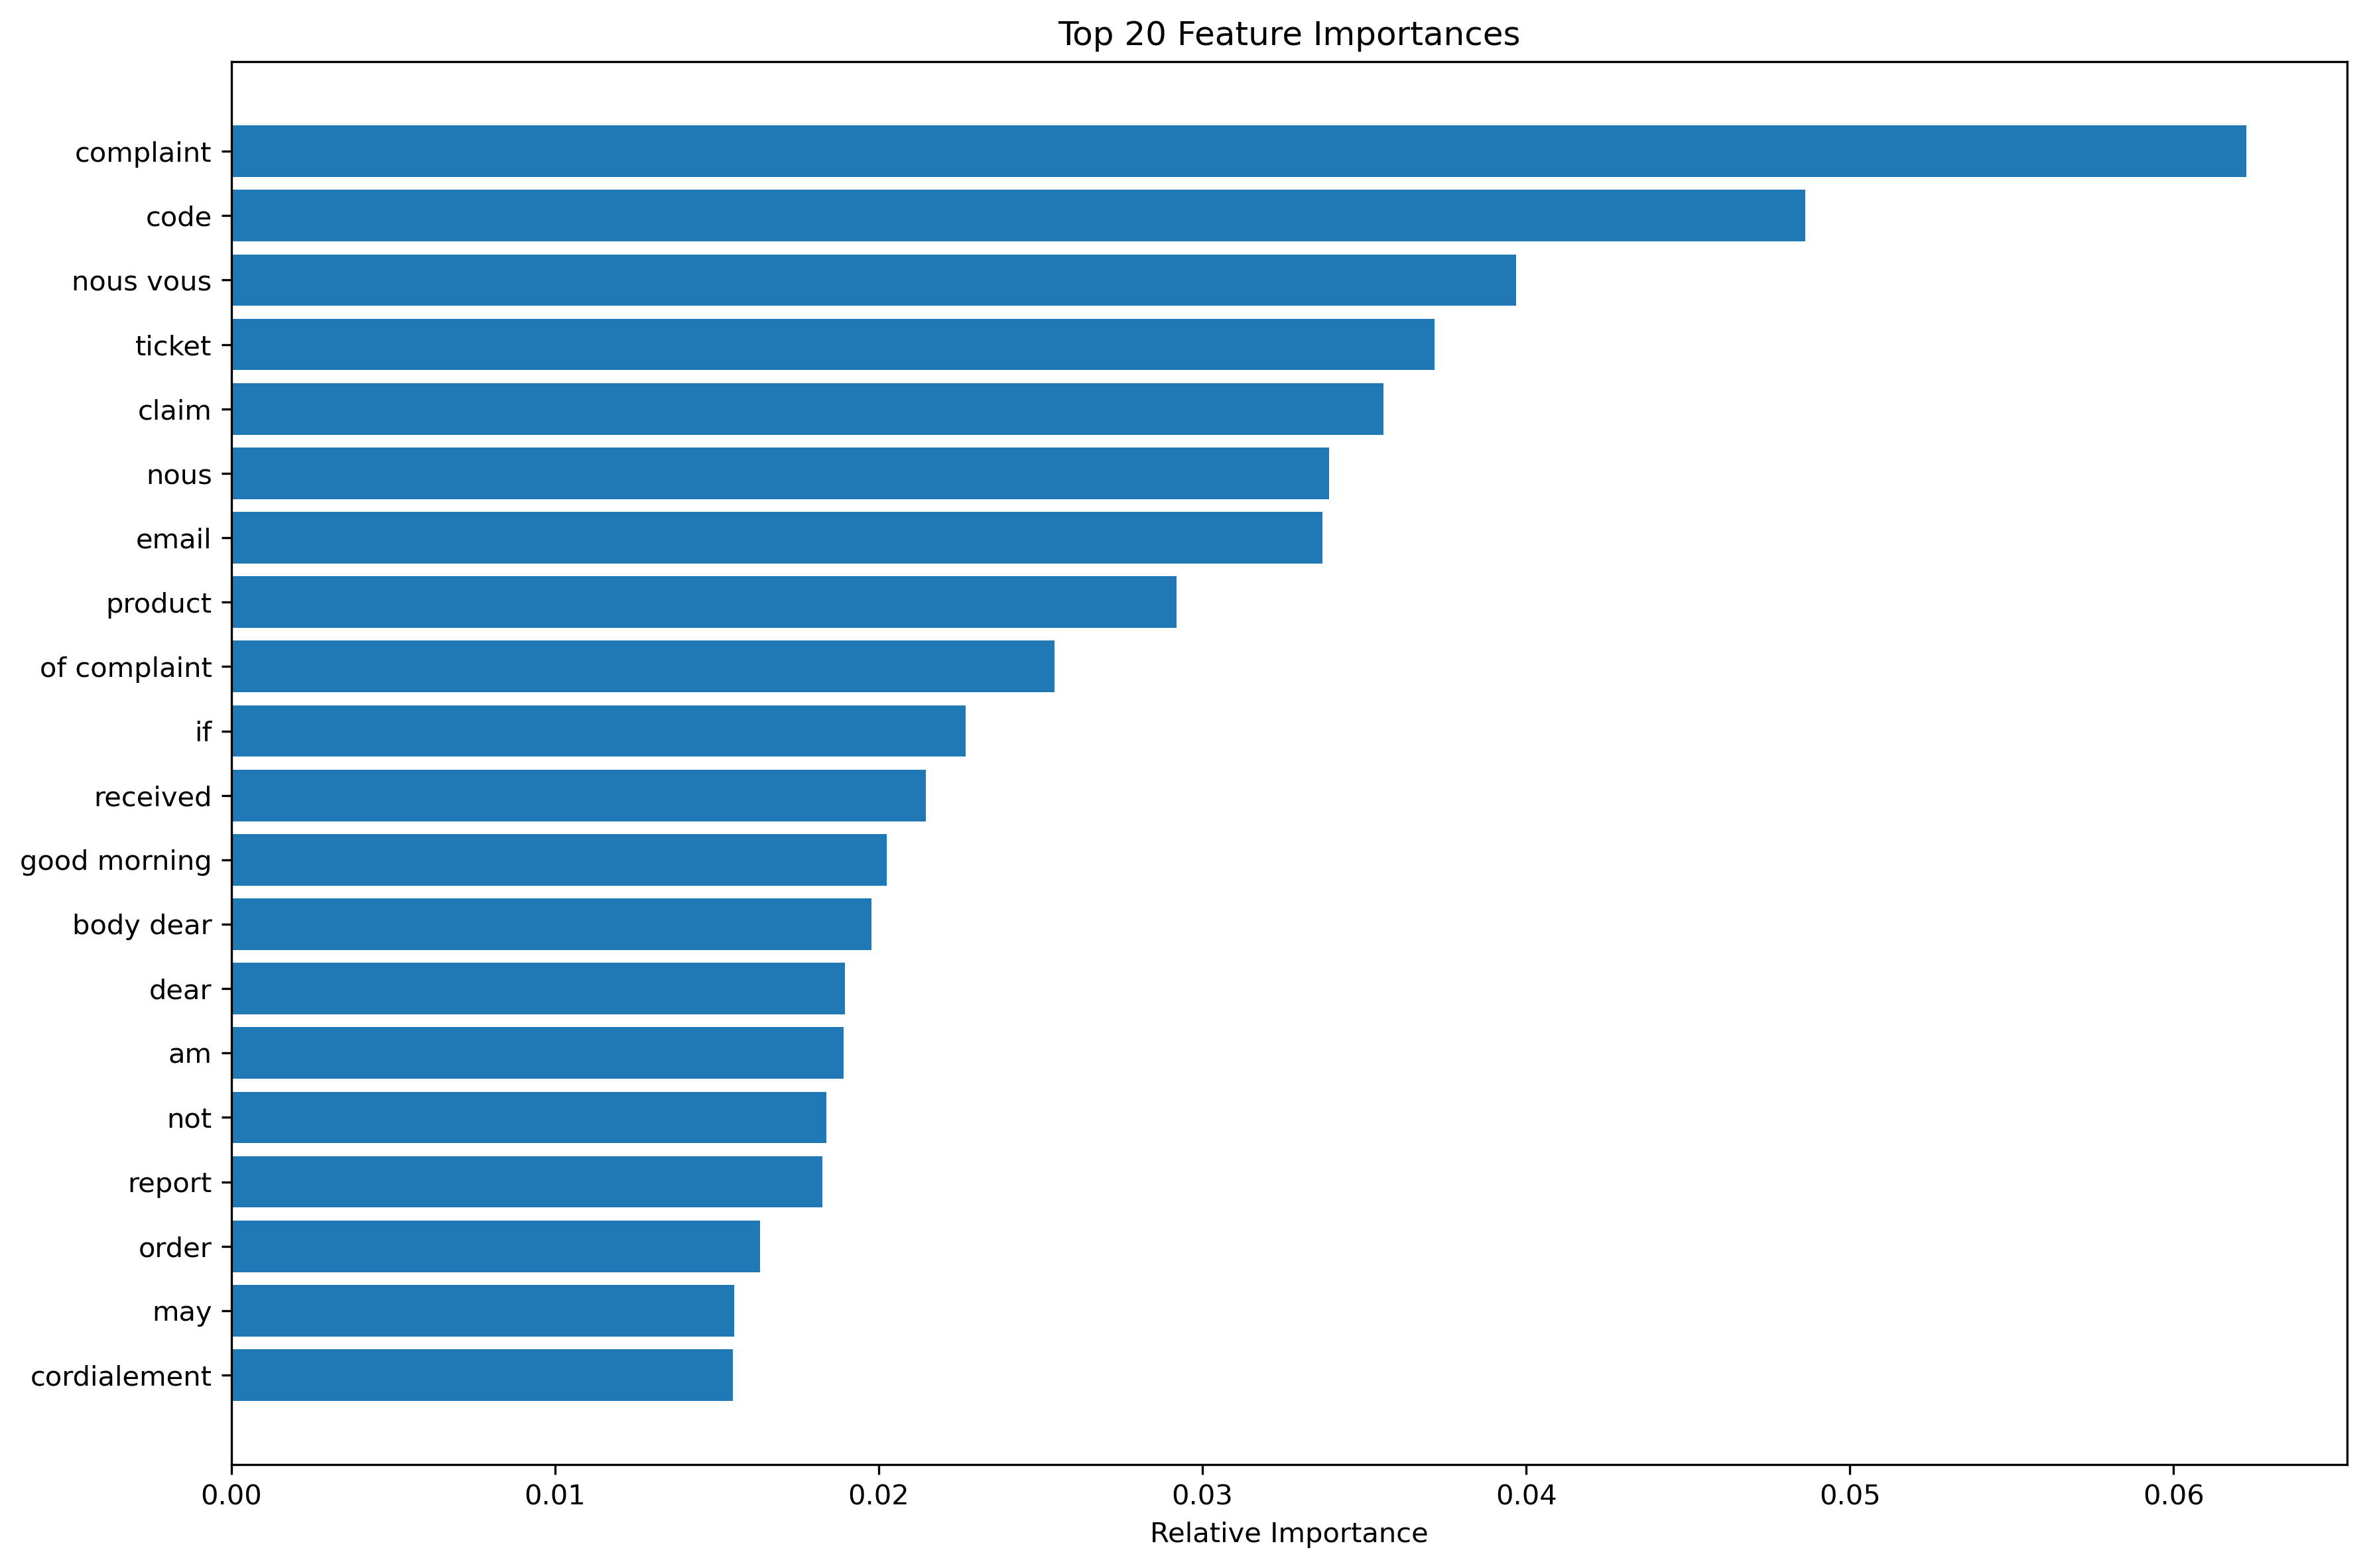 Top 20 Feature Importances
complaint
code
nous vous
ticket
claim
nous
email
product
of complaint
if
received
good morning
body dear
dear
am
not
report
order
may
cordialement
0.00 0.01 0.02 0.03 0.04 0.05 0.06
Relative Importance